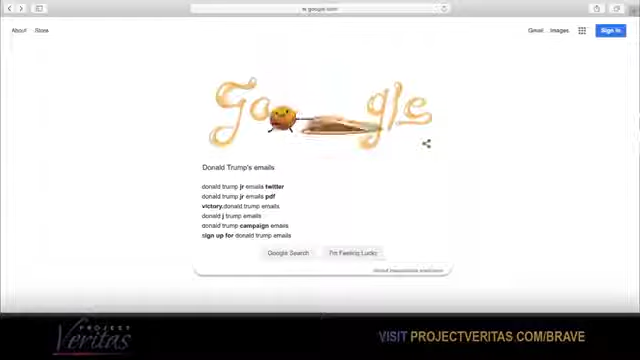 google.com
About Store Gmail Images Sign in
Google
Donald Trump's emails
donald trump jr emails twitter
donald trump jr emails pdf
victory.donald trump emails
donald j trump emails
donald trump campaign emails
sign up for donald trump emails
Google Search I'm Feeling Lucky
PROJECT
Veritas
VISIT PROJECTVERITAS.COM/BRAVE